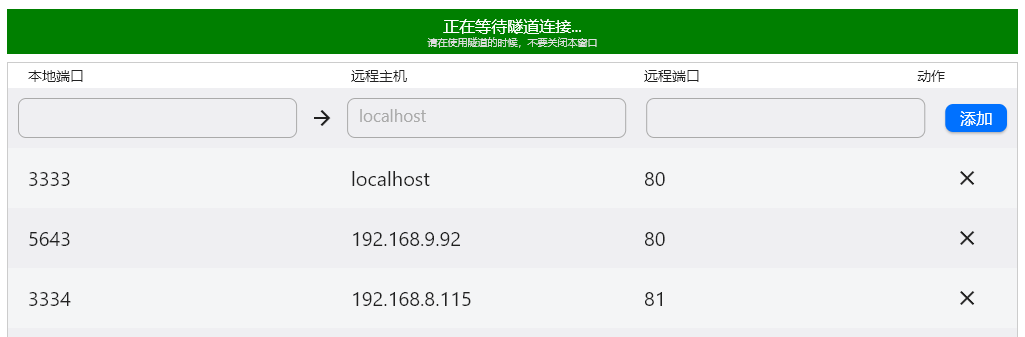 正在等待隧道连接...
请在使用隧道的时候，不要关闭本窗口
本地端口 远程主机 远程端口 动作
localhost 添加
3333 localhost 80
5643 192.168.9.92 80
3334 192.168.8.115 81